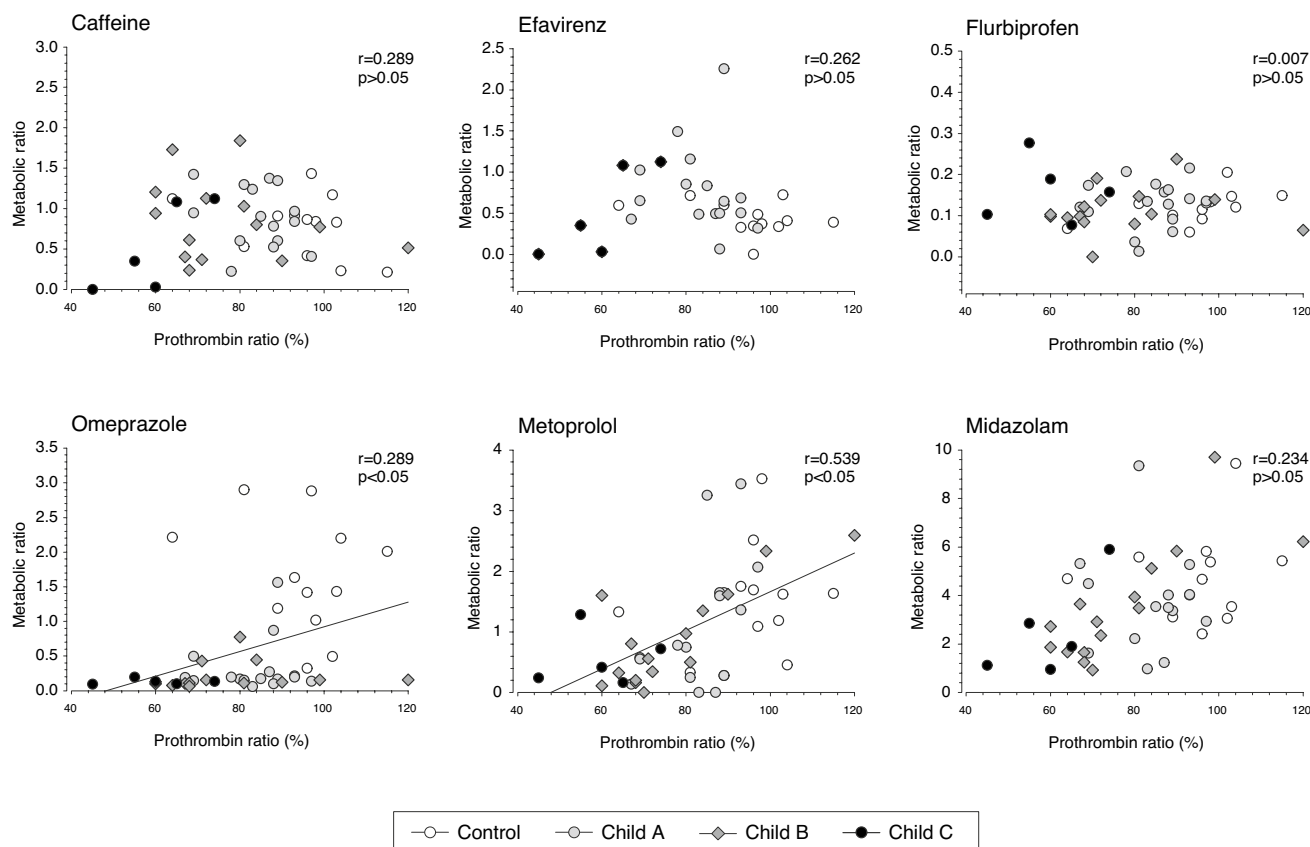 Caffeine
r=0.289
p>0.05
Metabolic ratio
3.0
2.5
2.0
1.5
1.0
0.5
0.0
40 60 80 100 120
Prothrombin ratio (%)
Efavirenz
r=0.262
p>0.05
Metabolic ratio
2.5
2.0
1.5
1.0
0.5
0.0
40 60 80 100 120
Prothrombin ratio (%)
Flurbiprofen
r=0.007
p>0.05
Metabolic ratio
0.5
0.4
0.3
0.2
0.1
0.0
40 60 80 100 120
Prothrombin ratio (%)
Omeprazole
r=0.289
p<0.05
Metabolic ratio
3.5
3.0
2.5
2.0
1.5
1.0
0.5
0.0
40 60 80 100 120
Prothrombin ratio (%)
Metoprolol
r=0.539
p<0.05
Metabolic ratio
4
3
2
1
0
40 60 80 100 120
Prothrombin ratio (%)
Midazolam
r=0.234
p>0.05
Metabolic ratio
10
8
6
4
2
0
40 60 80 100 120
Prothrombin ratio (%)
Control Child A Child B Child C